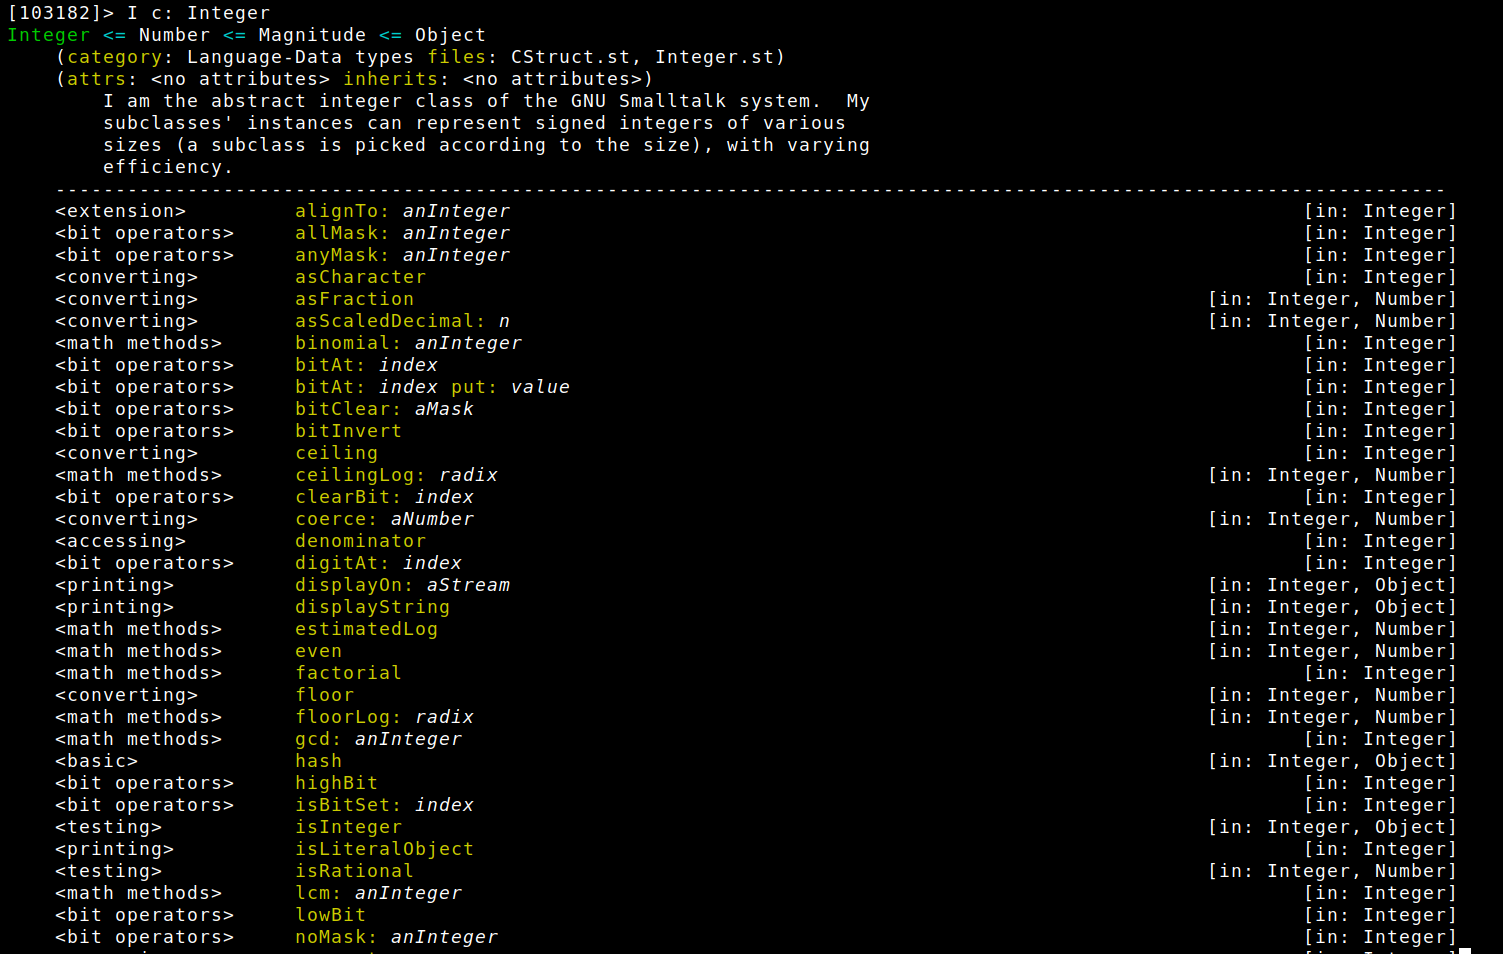 [103182]> I c: Integer
Integer <= Number <= Magnitude <= Object
(category: Language-Data types files: CStruct.st, Integer.st)
(attrs: <no attributes> inherits: <no attributes>)
I am the abstract integer class of the GNU Smalltalk system.  My
subclasses' instances can represent signed integers of various
sizes (a subclass is picked according to the size), with varying
efficiency.
--------------------------------------------------------------------------------------------------------------------
<extension> alignTo: anInteger [in: Integer]
<bit operators> allMask: anInteger [in: Integer]
<bit operators> anyMask: anInteger [in: Integer]
<converting> asCharacter [in: Integer]
<converting> asFraction [in: Integer, Number]
<converting> asScaledDecimal: n [in: Integer, Number]
<math methods> binomial: anInteger [in: Integer]
<bit operators> bitAt: index [in: Integer]
<bit operators> bitAt: index put: value [in: Integer]
<bit operators> bitClear: aMask [in: Integer]
<bit operators> bitInvert [in: Integer]
<converting> ceiling [in: Integer]
<math methods> ceilingLog: radix [in: Integer, Number]
<bit operators> clearBit: index [in: Integer]
<converting> coerce: aNumber [in: Integer, Number]
<accessing> denominator [in: Integer]
<bit operators> digitAt: index [in: Integer]
<printing> displayOn: aStream [in: Integer, Object]
<printing> displayString [in: Integer, Object]
<math methods> estimatedLog [in: Integer, Number]
<math methods> even [in: Integer, Number]
<math methods> factorial [in: Integer]
<converting> floor [in: Integer, Number]
<math methods> floorLog: radix [in: Integer, Number]
<math methods> gcd: anInteger [in: Integer]
<basic> hash [in: Integer, Object]
<bit operators> highBit [in: Integer]
<bit operators> isBitSet: index [in: Integer]
<testing> isInteger [in: Integer, Object]
<printing> isLiteralObject [in: Integer]
<testing> isRational [in: Integer, Number]
<math methods> lcm: anInteger [in: Integer]
<bit operators> lowBit [in: Integer]
<bit operators> noMask: anInteger [in: Integer]